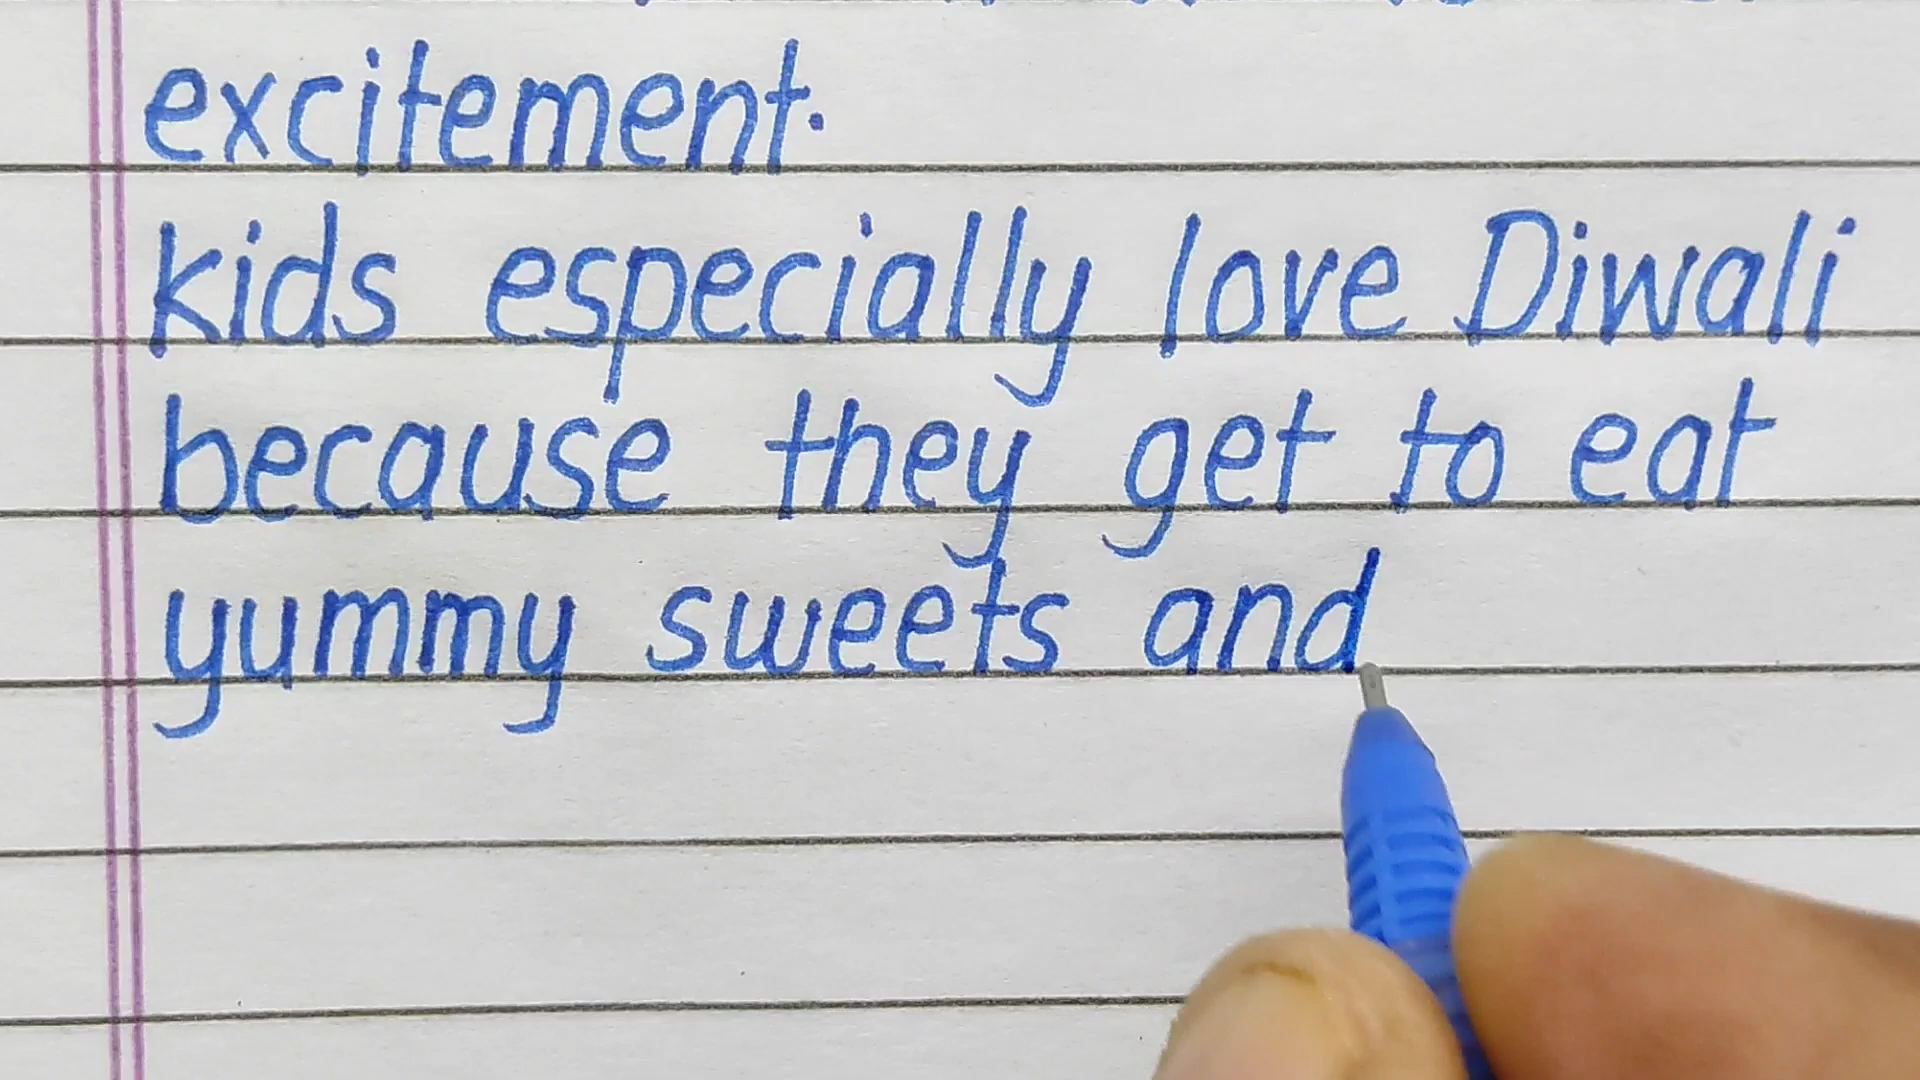 excitement.
kids especially love Diwali
because they get to eat
yummy sweets and